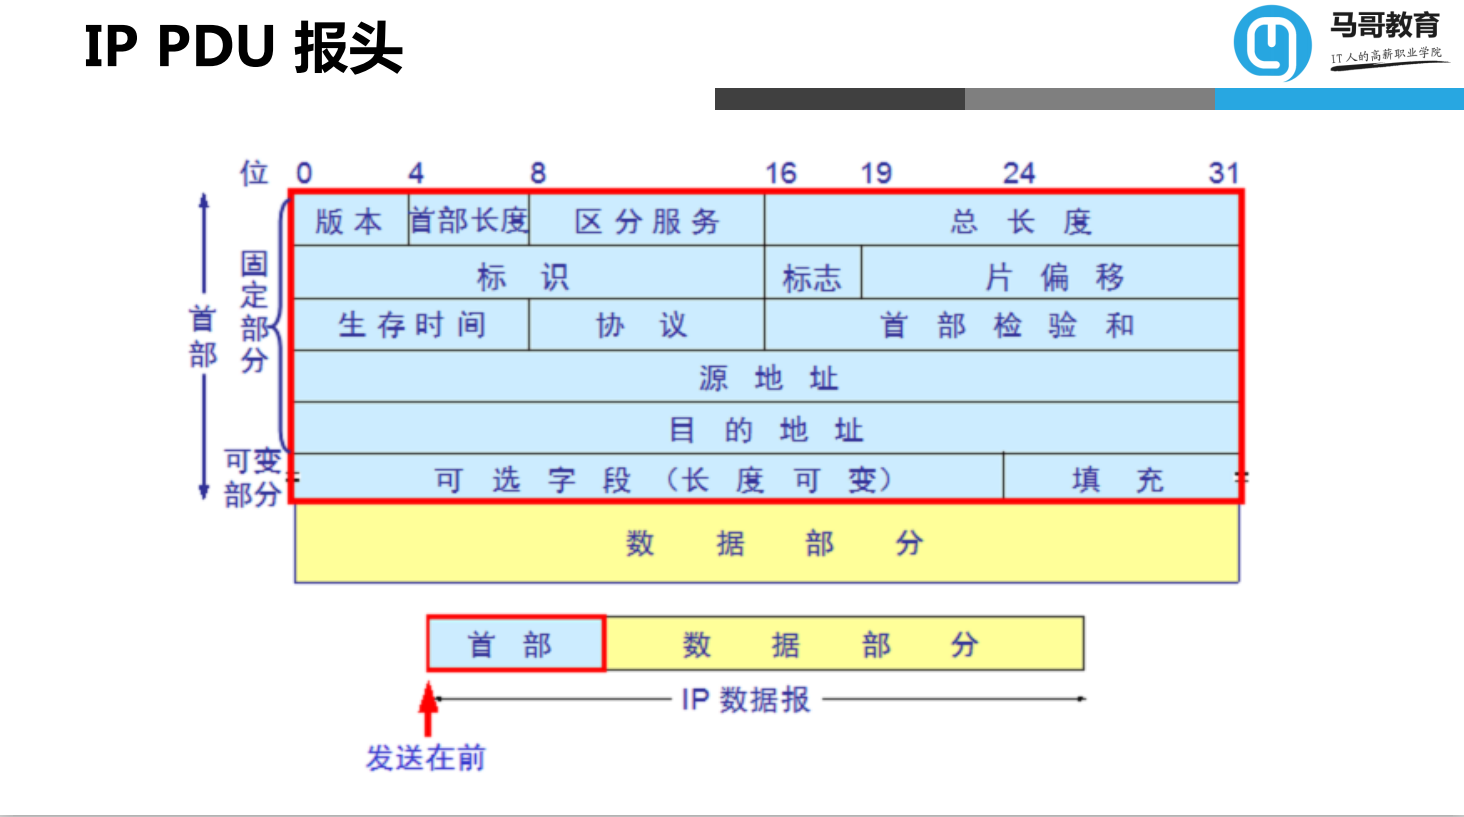 IP PDU 报头
马哥教育
IT人的高薪职业学院
位 0 4 8 16 19 24 31
版本 首部长度 区分服务 总长度
标识 标志 片偏移
生存时间 协议 首部检验和
源地址
目的地址
可选字段（长度可变） 填充
数据部分
首部
固定部分
可变部分
首部 数据部分
IP 数据报
发送在前